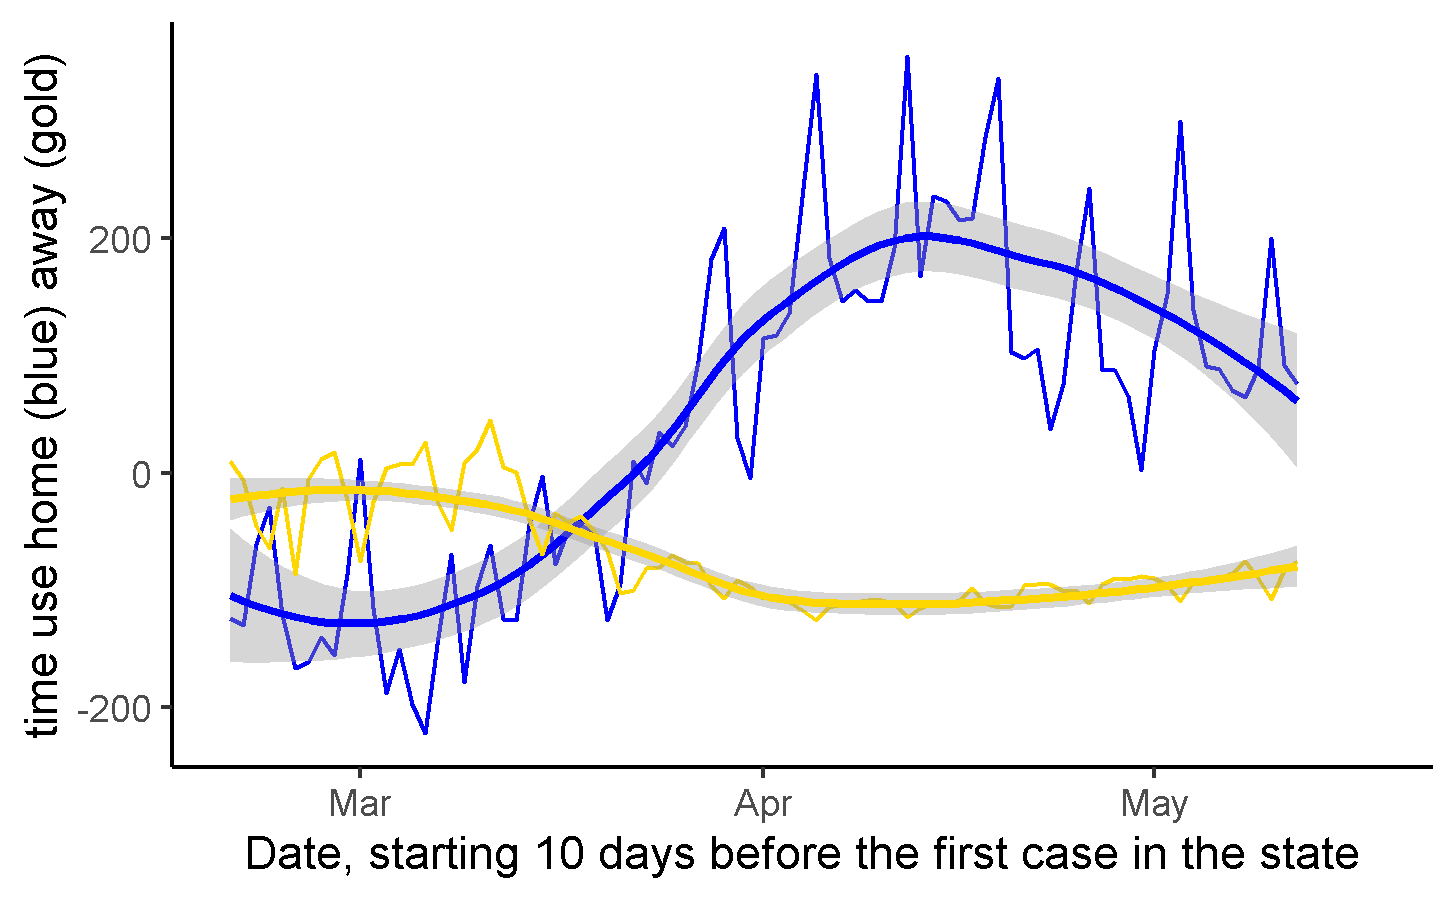 time use home (blue) away (gold)
200
0
-200
Mar
Apr
May
Date, starting 10 days before the first case in the state